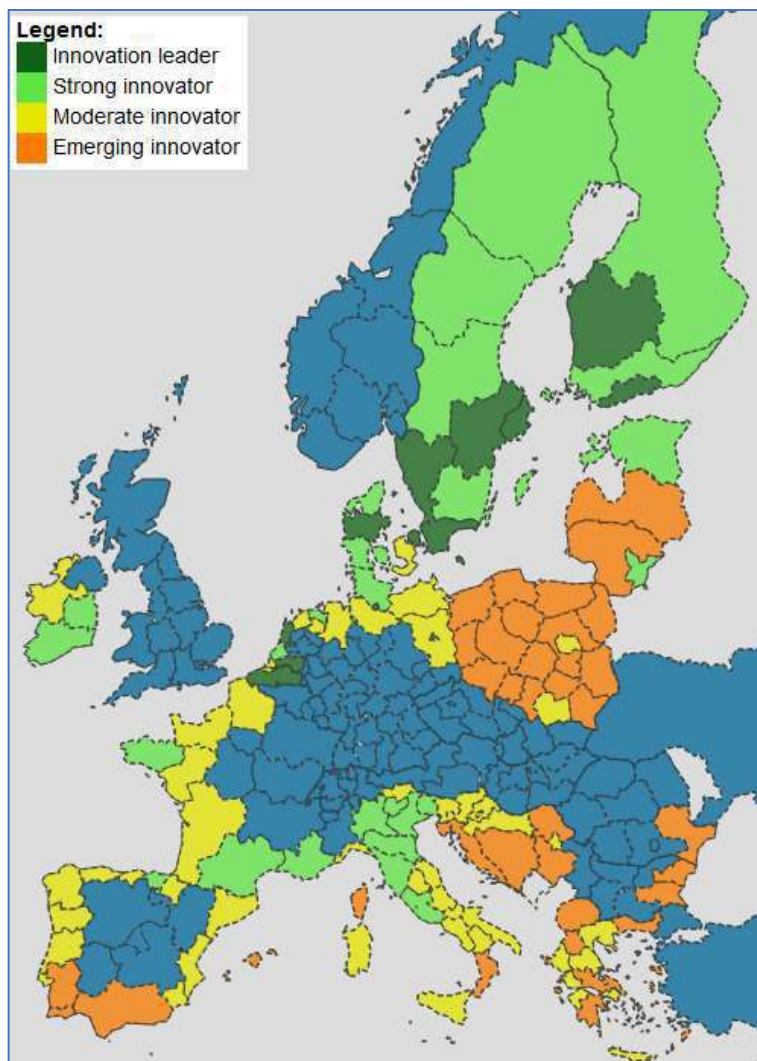 Legend:
Innovation leader
Strong innovator
Moderate innovator
Emerging innovator